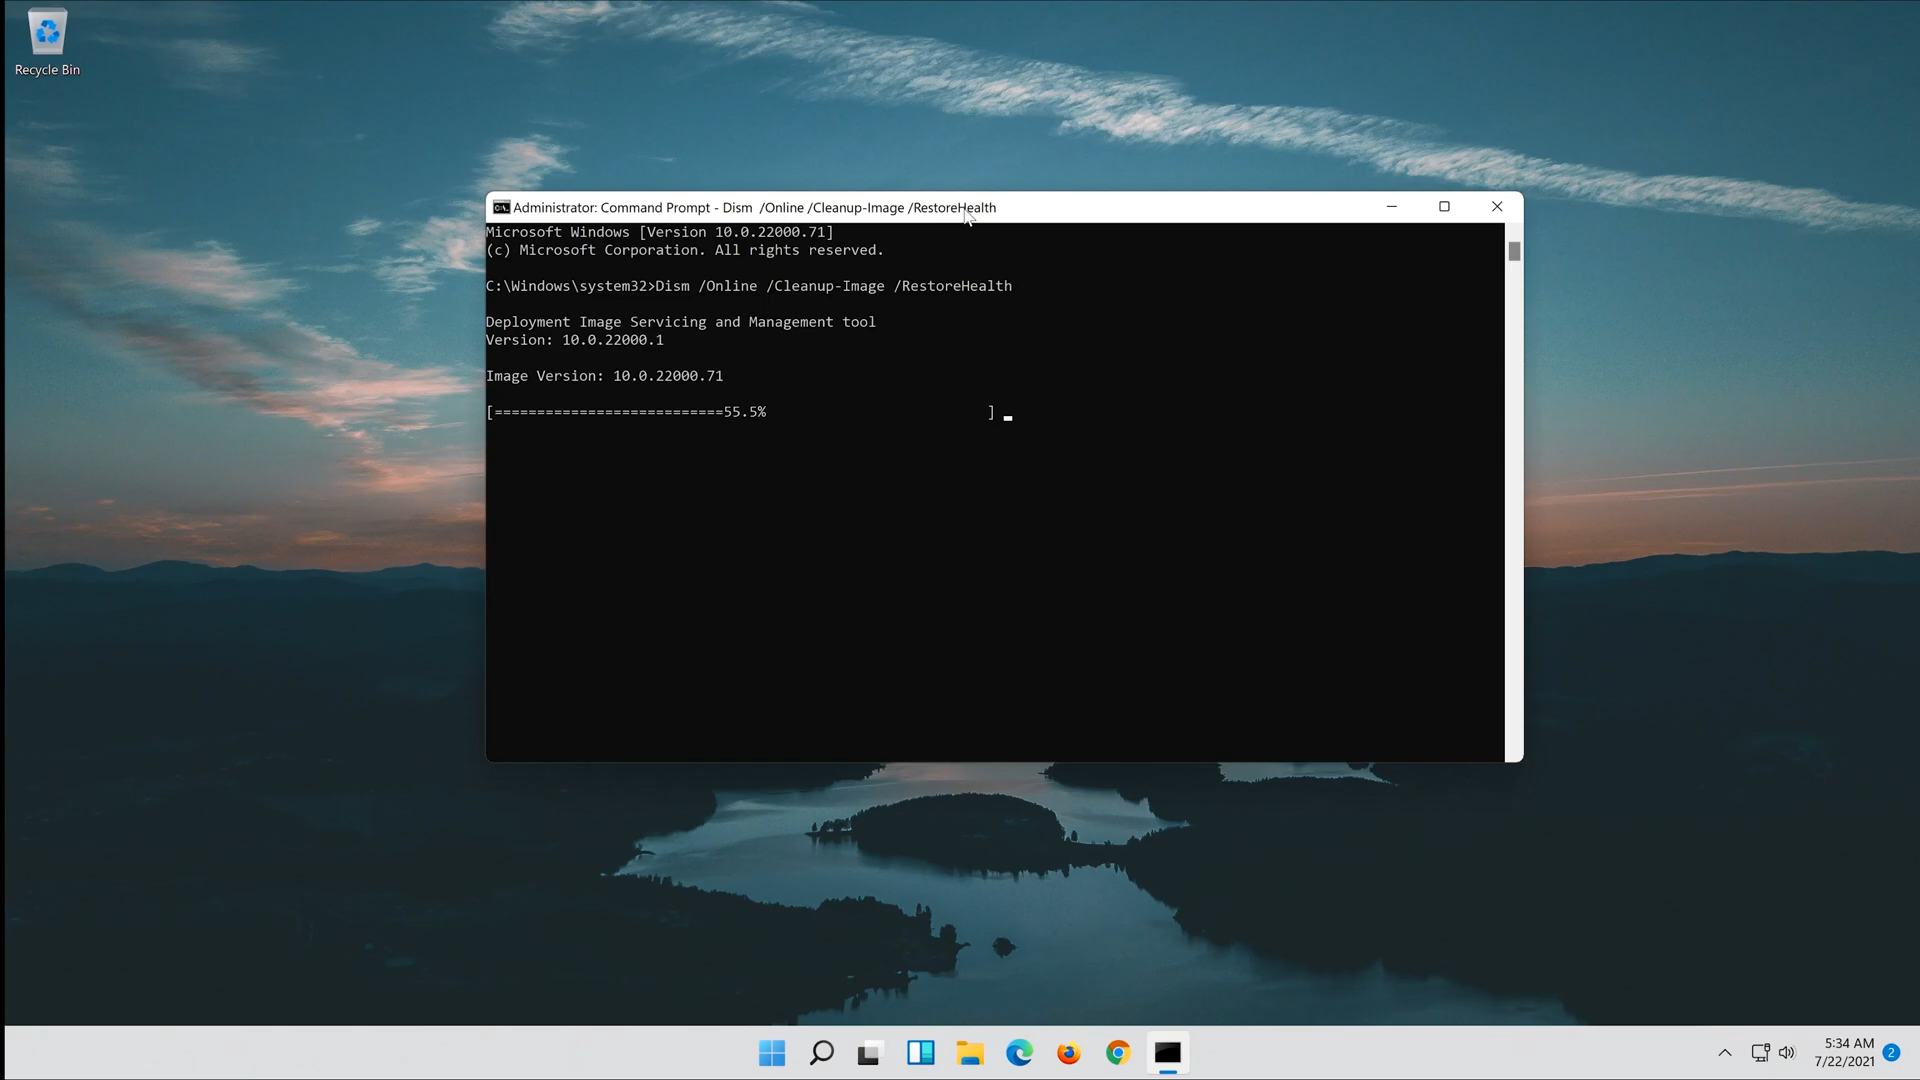 Recycle Bin
Administrator: Command Prompt - Dism  /Online /Cleanup-Image /RestoreHealth
Microsoft Windows [Version 10.0.22000.71]
(c) Microsoft Corporation. All rights reserved.
C:\Windows\system32>Dism /Online /Cleanup-Image /RestoreHealth
Deployment Image Servicing and Management tool
Version: 10.0.22000.1
Image Version: 10.0.22000.71
[===========================55.5%                          ]
5:34 AM
7/22/2021
2